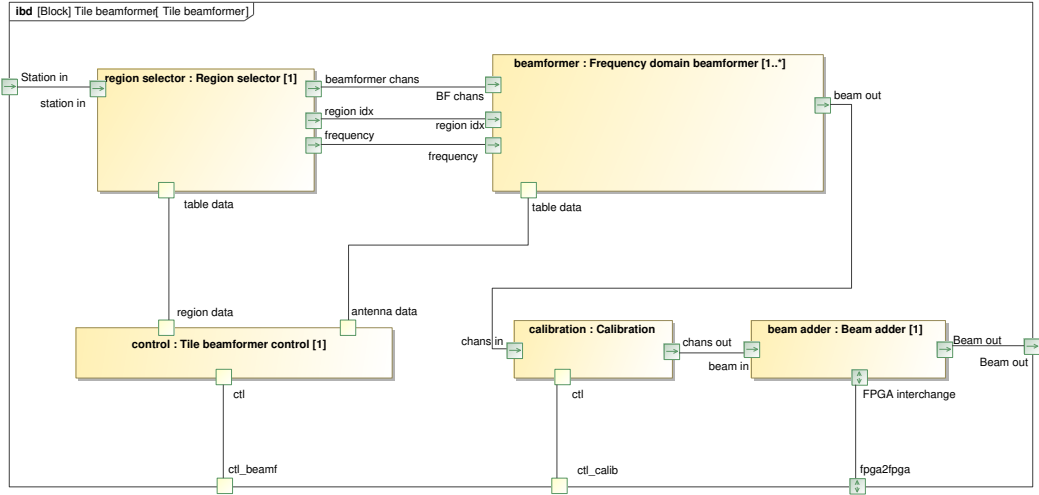 ibd [Block] Tile beamformer[ Tile beamformer]
Station in
station in
region selector : Region selector [1]
beamformer chans
region idx
frequency
table data
beamformer : Frequency domain beamformer [1..*]
BF chans
region idx
frequency
beam out
table data
region data
antenna data
control : Tile beamformer control [1]
ctl
ctl_beamf
chans in
calibration : Calibration
chans out
ctl
ctl_calib
beam in
beam adder : Beam adder [1]
Beam out
Beam out
FPGA interchange
fpga2fpga